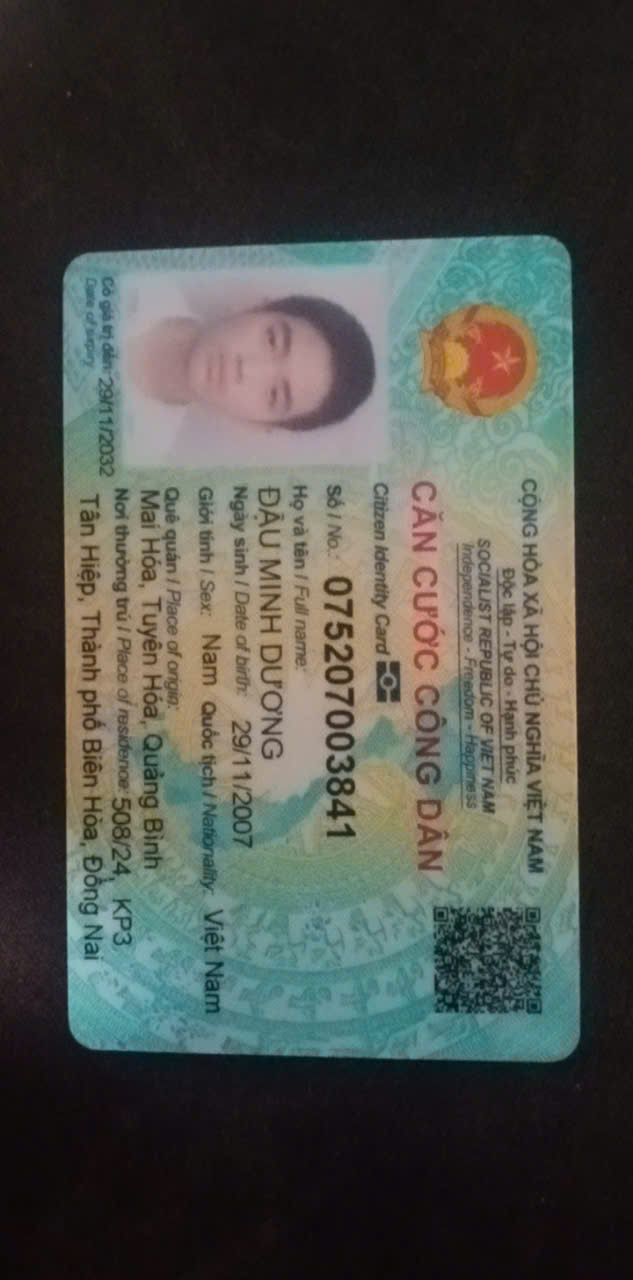 CỘNG HÒA XÃ HỘI CHỦ NGHĨA VIỆT NAM
Độc lập - Tự do - Hạnh phúc
SOCIALIST REPUBLIC OF VIET NAM
Independence - Freedom - Happiness
CĂN CƯỚC CÔNG DÂN
Citizen Identity Card
Số / No.: 075207003841
Họ và tên / Full name:
ĐẬU MINH DƯƠNG
Ngày sinh / Date of birth: 29/11/2007
Giới tính / Sex: Nam Quốc tịch / Nationality: Việt Nam
Quê quán / Place of origin:
Mai Hóa, Tuyên Hóa, Quảng Bình
Nơi thường trú / Place of residence: 508/24, KP3
Tân Hiệp, Thành phố Biên Hòa, Đồng Nai
Có giá trị đến: 29/11/2032
Date of expiry